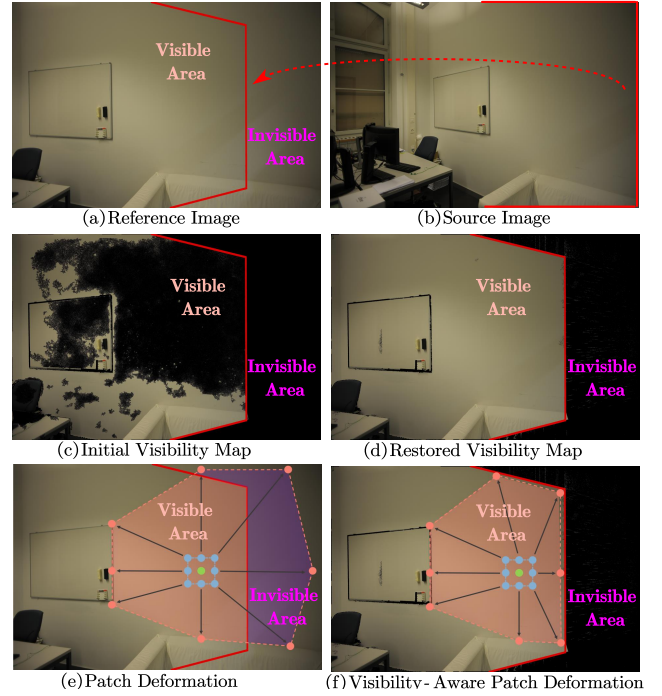 Visible
Area
Invisible
Area
(a)Reference Image
(b)Source Image
Visible
Area
Invisible
Area
(c)Initial Visibility Map
Visible
Area
Invisible
Area
(d)Restored Visibility Map
Visible
Area
Invisible
Area
(e)Patch Deformation
Visible
Area
Invisible
Area
(f)Visibility-Aware Patch Deformation